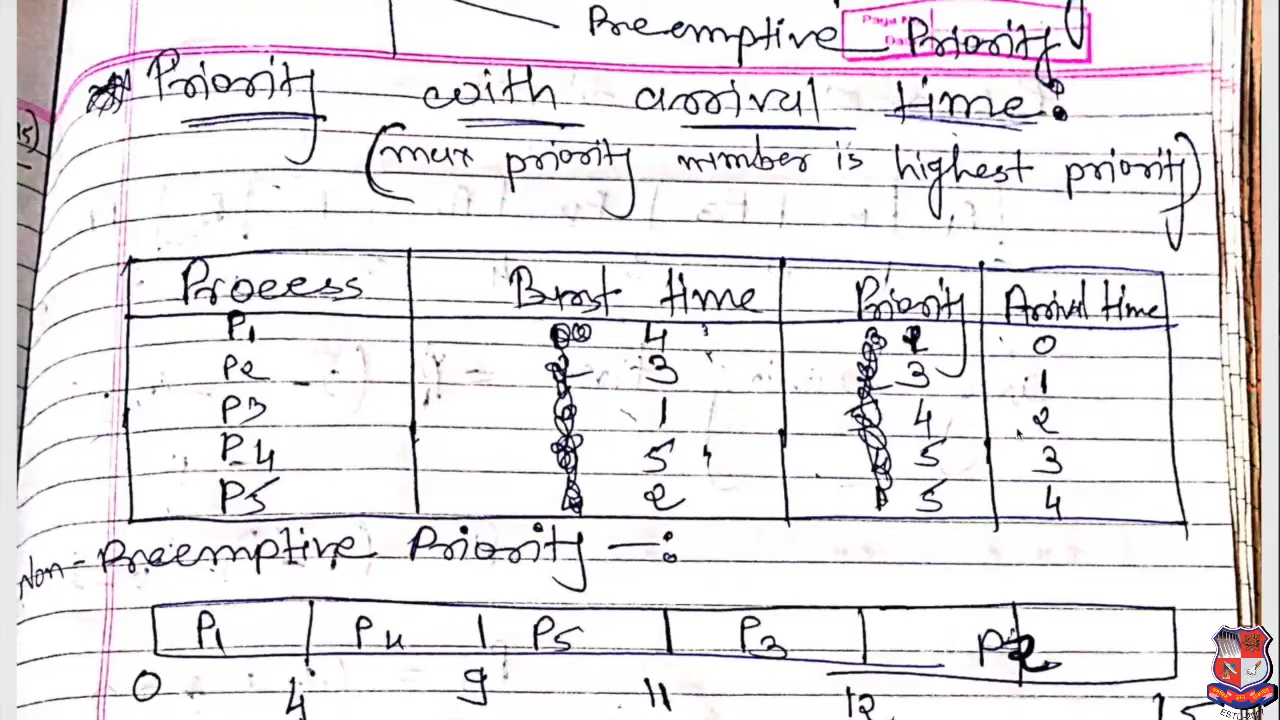 Preemptive Priority
Priority with arrival time:
(max priority number is highest priority)
Process Burst time Priority Arrival time
P1 4 2 0
P2 3 3 1
P3 1 4 2
P4 5 5 3
P5 2 5 4
Non-Preemptive Priority —:
P1 P4 P5 P3 P2
0 4 9 11 12 15